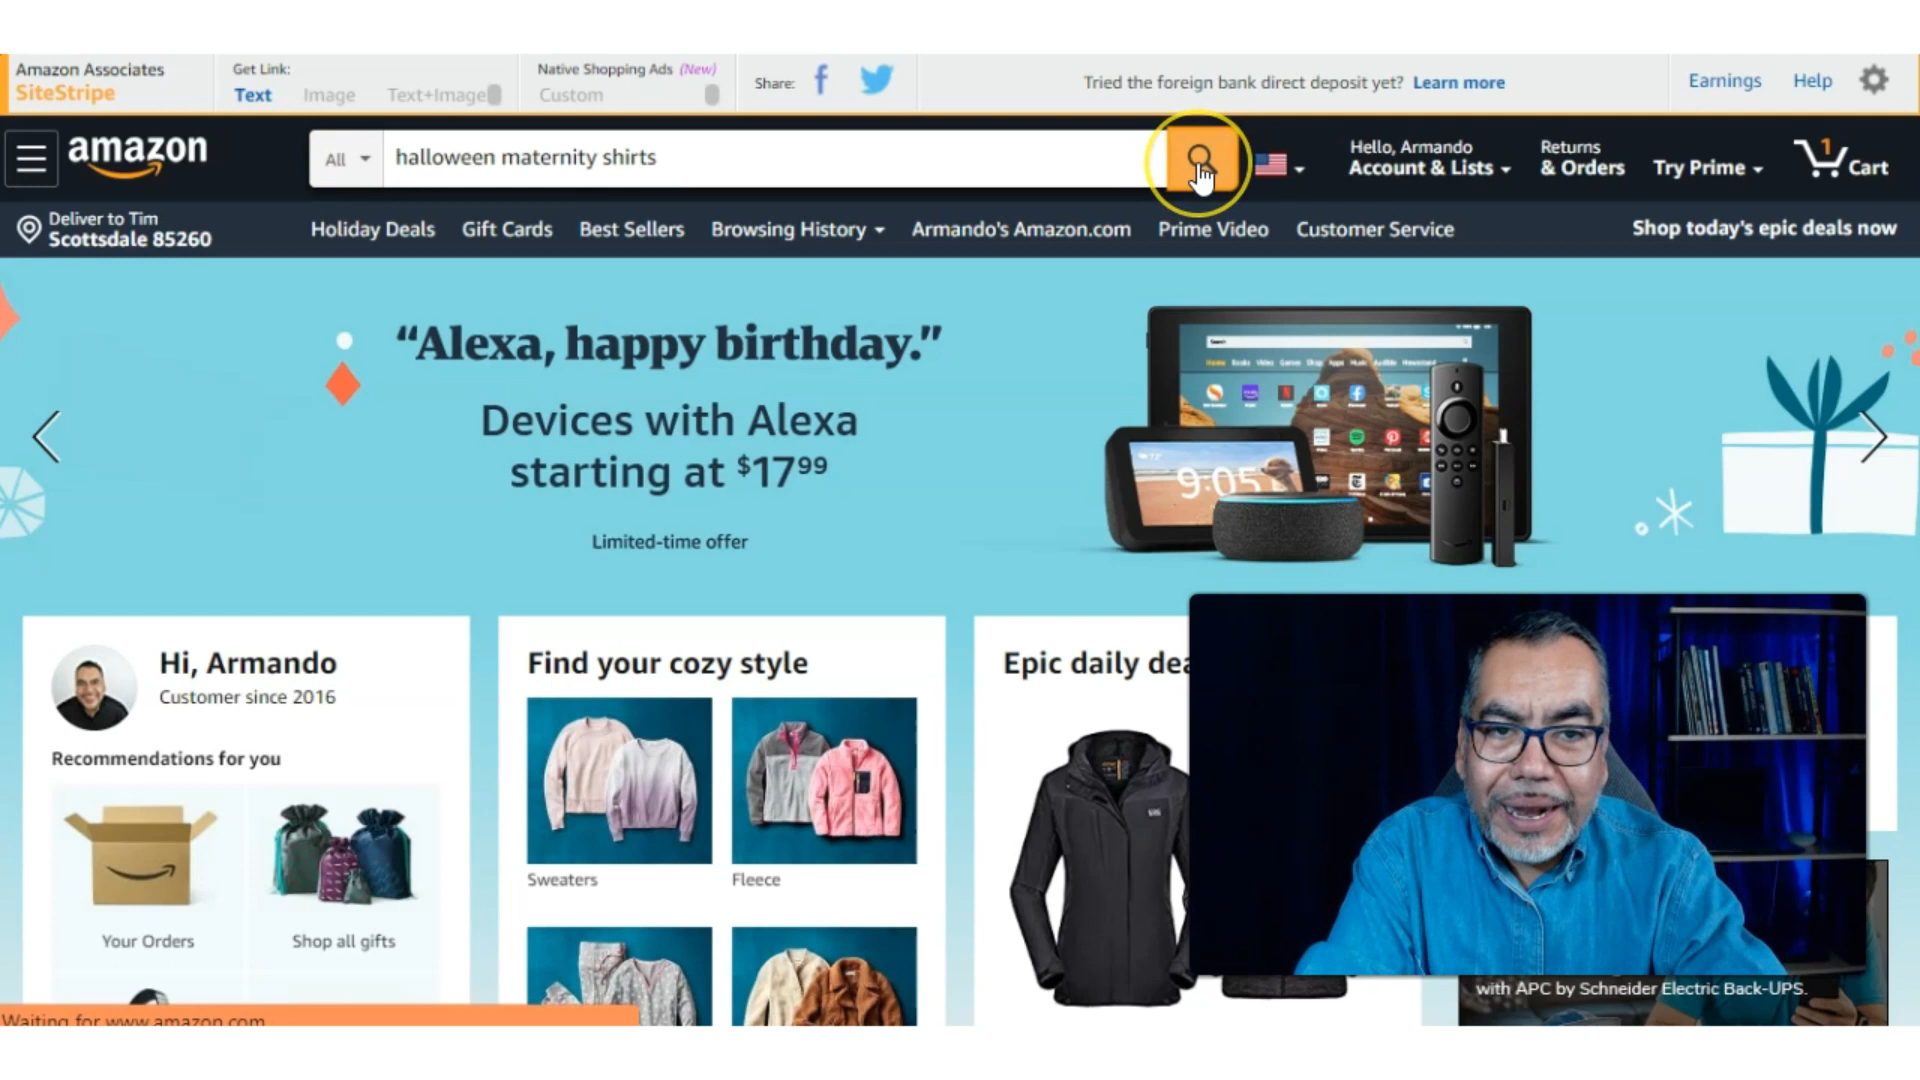 Amazon Associates
SiteStripe
Get Link:
Text
Image
Text+Image
Native Shopping Ads (New)
Custom
Share:
Tried the foreign bank direct deposit yet? Learn more
Earnings
Help
amazon
All
halloween maternity shirts
Hello, Armando
Account & Lists
Returns
& Orders
Try Prime
1
Cart
Deliver to Tim
Scottsdale 85260
Holiday Deals
Gift Cards
Best Sellers
Browsing History
Armando's Amazon.com
Prime Video
Customer Service
Shop today's epic deals now
“Alexa, happy birthday.”
Devices with Alexa
starting at $1799
Limited-time offer
9:05
Hi, Armando
Customer since 2016
Recommendations for you
Your Orders
Shop all gifts
Find your cozy style
Sweaters
Fleece
Epic daily dea
with APC by Schneider Electric Back-UPS.
Waiting for www.amazon.com